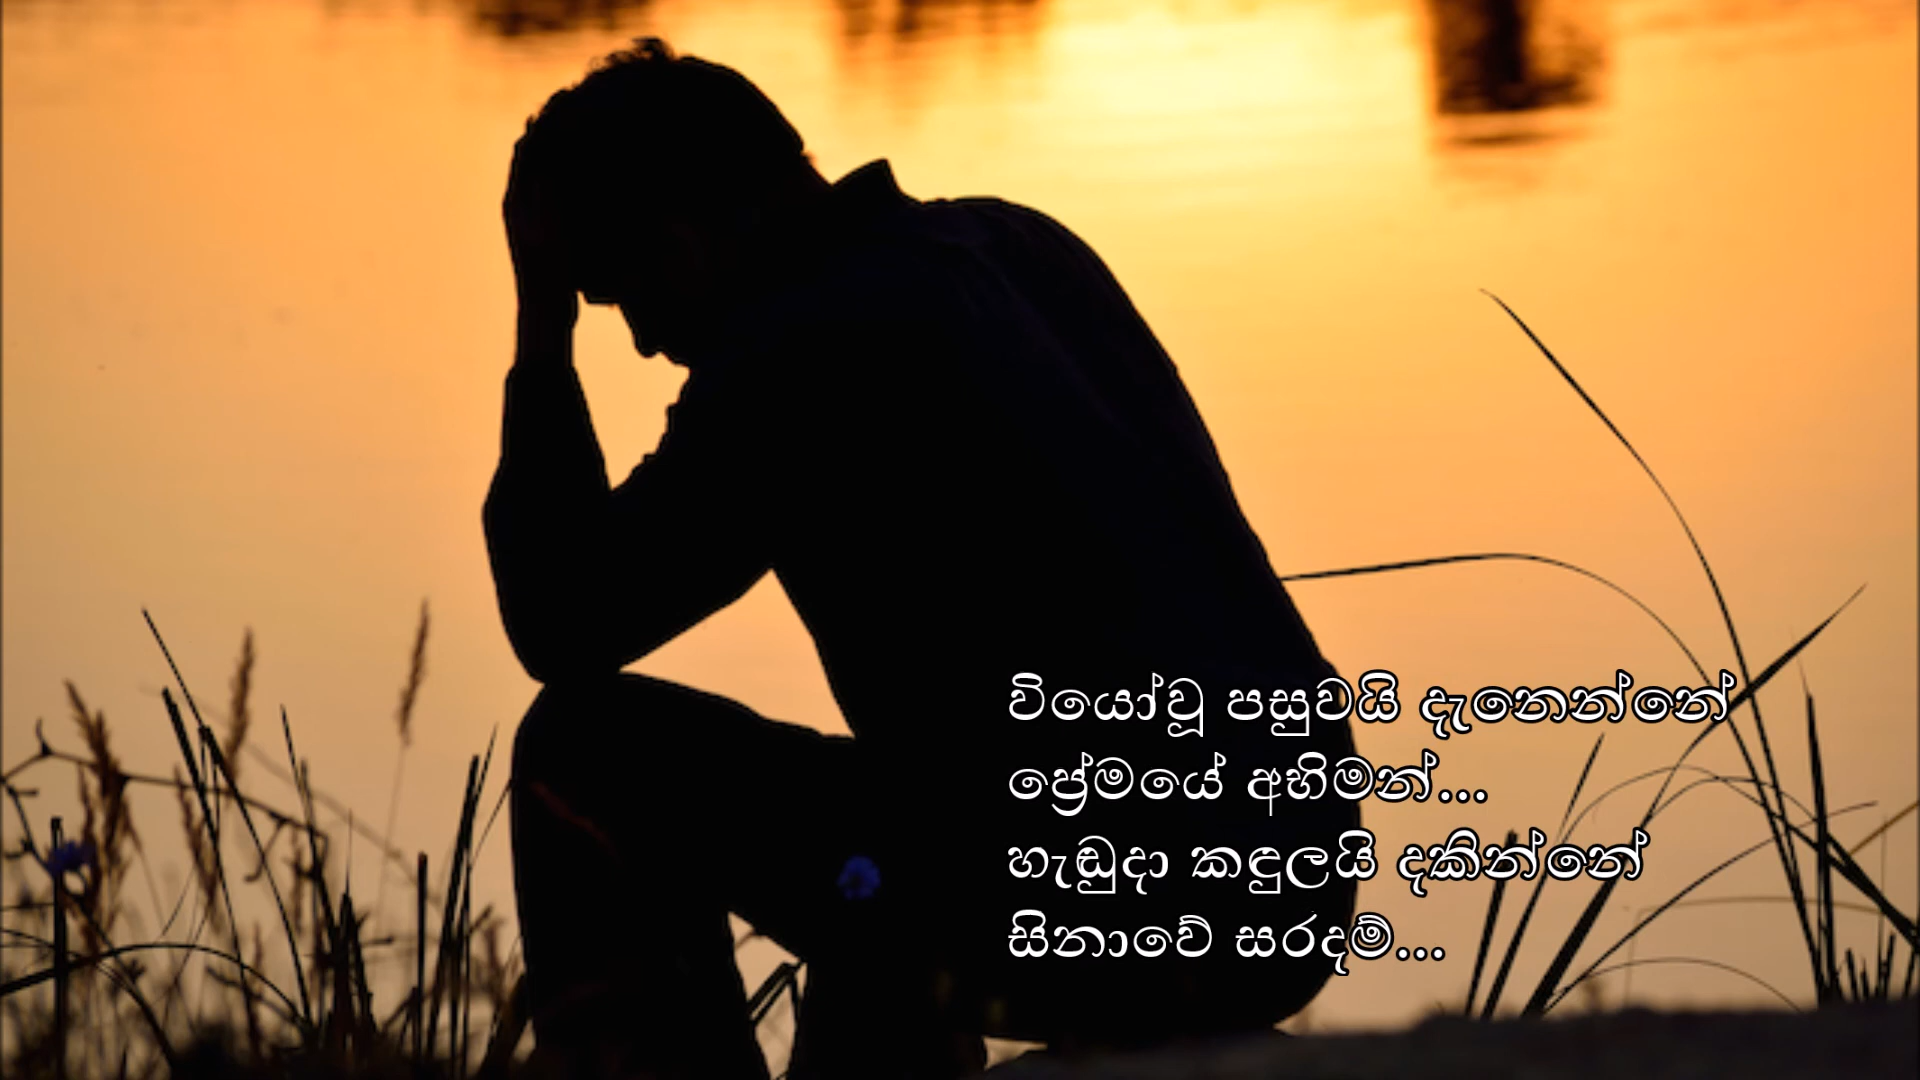 වියෝවූ පසුවයි දැනෙන්නේ
ප්‍රේමයේ අභිමන්...
හැඬුදා කඳුලයි දකින්නේ
සිනාවේ සරදම්...